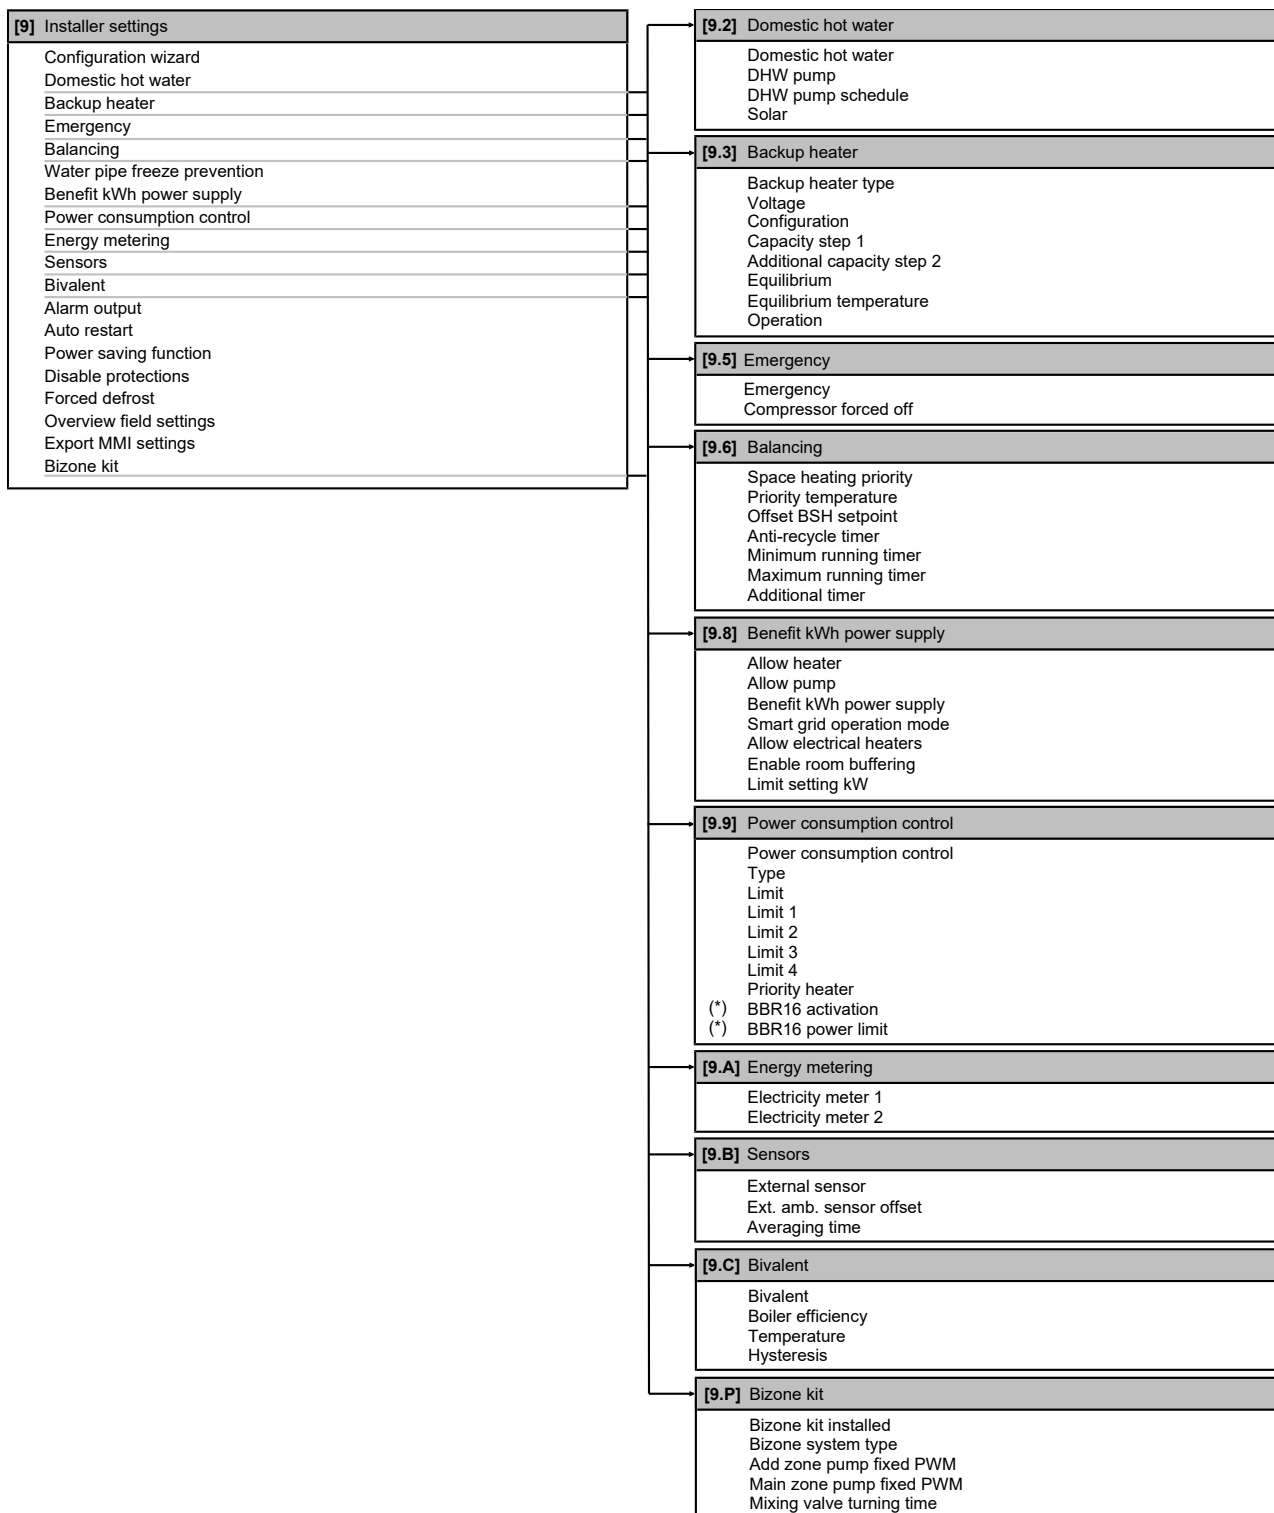 [9] Installer settings
Configuration wizard
Domestic hot water
Backup heater
Emergency
Balancing
Water pipe freeze prevention
Benefit kWh power supply
Power consumption control
Energy metering
Sensors
Bivalent
Alarm output
Auto restart
Power saving function
Disable protections
Forced defrost
Overview field settings
Export MMI settings
Bizone kit
[9.2] Domestic hot water
Domestic hot water
DHW pump
DHW pump schedule
Solar
[9.3] Backup heater
Backup heater type
Voltage
Configuration
Capacity step 1
Additional capacity step 2
Equilibrium
Equilibrium temperature
Operation
[9.5] Emergency
Emergency
Compressor forced off
[9.6] Balancing
Space heating priority
Priority temperature
Offset BSH setpoint
Anti-recycle timer
Minimum running timer
Maximum running timer
Additional timer
[9.8] Benefit kWh power supply
Allow heater
Allow pump
Benefit kWh power supply
Smart grid operation mode
Allow electrical heaters
Enable room buffering
Limit setting kW
[9.9] Power consumption control
Power consumption control
Type
Limit
Limit 1
Limit 2
Limit 3
Limit 4
Priority heater
(*) BBR16 activation
(*) BBR16 power limit
[9.A] Energy metering
Electricity meter 1
Electricity meter 2
[9.B] Sensors
External sensor
Ext. amb. sensor offset
Averaging time
[9.C] Bivalent
Bivalent
Boiler efficiency
Temperature
Hysteresis
[9.P] Bizone kit
Bizone kit installed
Bizone system type
Add zone pump fixed PWM
Main zone pump fixed PWM
Mixing valve turning time